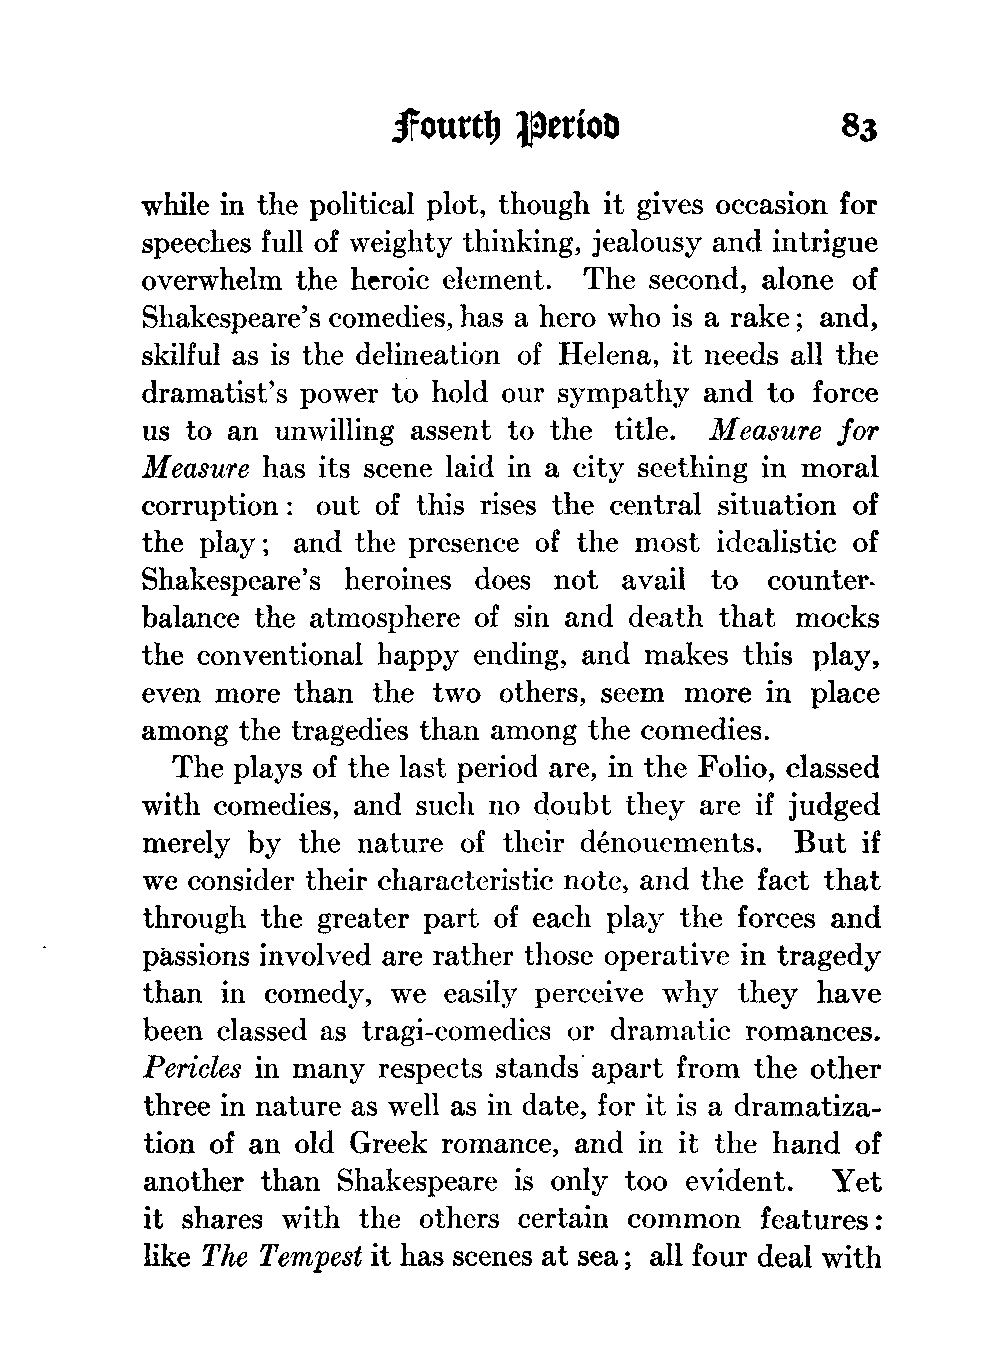 Fourth Period 83
while in the political plot, though it gives occasion for
speeches full of weighty thinking, jealousy and intrigue
overwhelm the heroic element. The second, alone of
Shakespeare's comedies, has a hero who is a rake; and,
skilful as is the delineation of Helena, it needs all the
dramatist's power to hold our sympathy and to force
us to an unwilling assent to the title. Measure for
Measure has its scene laid in a city seething in moral
corruption: out of this rises the central situation of
the play; and the presence of the most idealistic of
Shakespeare's heroines does not avail to counter-
balance the atmosphere of sin and death that mocks
the conventional happy ending, and makes this play,
even more than the two others, seem more in place
among the tragedies than among the comedies.
The plays of the last period are, in the Folio, classed
with comedies, and such no doubt they are if judged
merely by the nature of their dénouements. But if
we consider their characteristic note, and the fact that
through the greater part of each play the forces and
passions involved are rather those operative in tragedy
than in comedy, we easily perceive why they have
been classed as tragi-comedies or dramatic romances.
Pericles in many respects stands apart from the other
three in nature as well as in date, for it is a dramatiza-
tion of an old Greek romance, and in it the hand of
another than Shakespeare is only too evident. Yet
it shares with the others certain common features:
like The Tempest it has scenes at sea; all four deal with